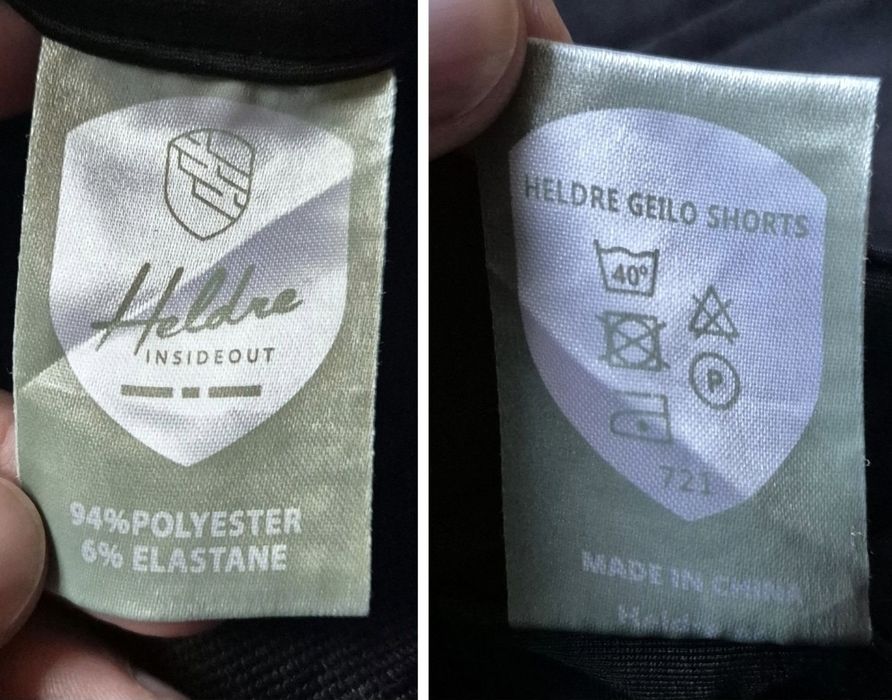 Heldre
INSIDEOUT
94%POLYESTER
6% ELASTANE
HELDRE GEILO SHORTS
40°
P
721
MADE IN CHINA